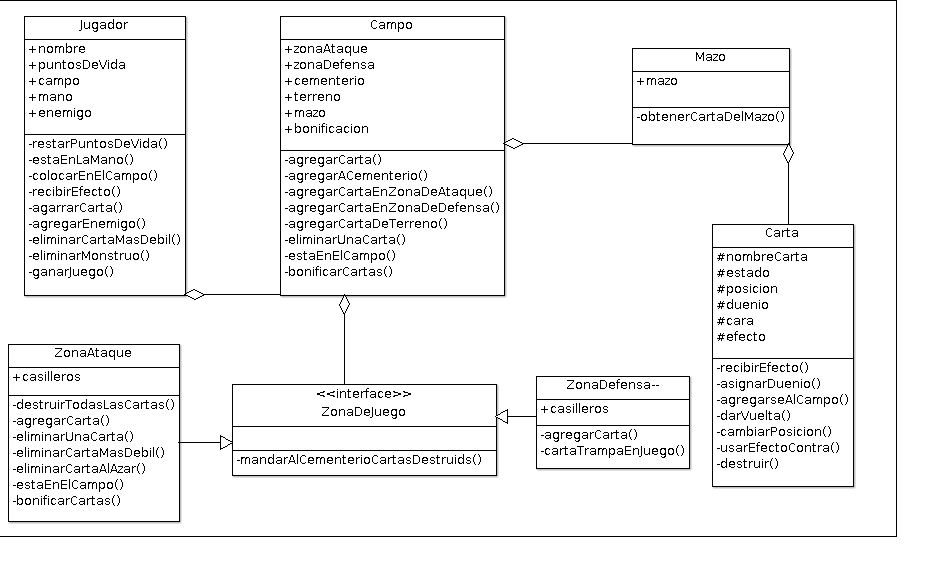 Jugador
+nombre
+puntosDeVida
+campo
+mano
+enemigo
-restarPuntosDeVida()
-estaEnLaMano()
-colocarEnElCampo()
-recibirEfecto()
-agarrarCarta()
-agregarEnemigo()
-eliminarCartaMasDebil()
-eliminarMonstruo()
-ganarJuego()
Campo
+zonaAtaque
+zonaDefensa
+cementerio
+terreno
+mazo
+bonificacion
-agregarCarta()
-agregarACementerio()
-agregarCartaEnZonaDeAtaque()
-agregarCartaEnZonaDeDefensa()
-agregarCartaDeTerreno()
-eliminarUnaCarta()
-estaEnElCampo()
-bonificarCartas()
Mazo
+mazo
-obtenerCartaDelMazo()
Carta
#nombreCarta
#estado
#posicion
#duenio
#cara
#efecto
-recibirEfecto()
-asignarDuenio()
-agregarseAlCampo()
-darVuelta()
-cambiarPosicion()
-usarEfectoContra()
-destruir()
ZonaAtaque
+casilleros
-destruirTodasLasCartas()
-agregarCarta()
-eliminarUnaCarta()
-eliminarCartaMasDebil()
-eliminarCartaAlAzar()
-estaEnElCampo()
-bonificarCartas()
<<interface>>
ZonaDeJuego
-mandarAlCementerioCartasDestruids()
ZonaDefensa--
+casilleros
-agregarCarta()
-cartaTrampaEnJuego()